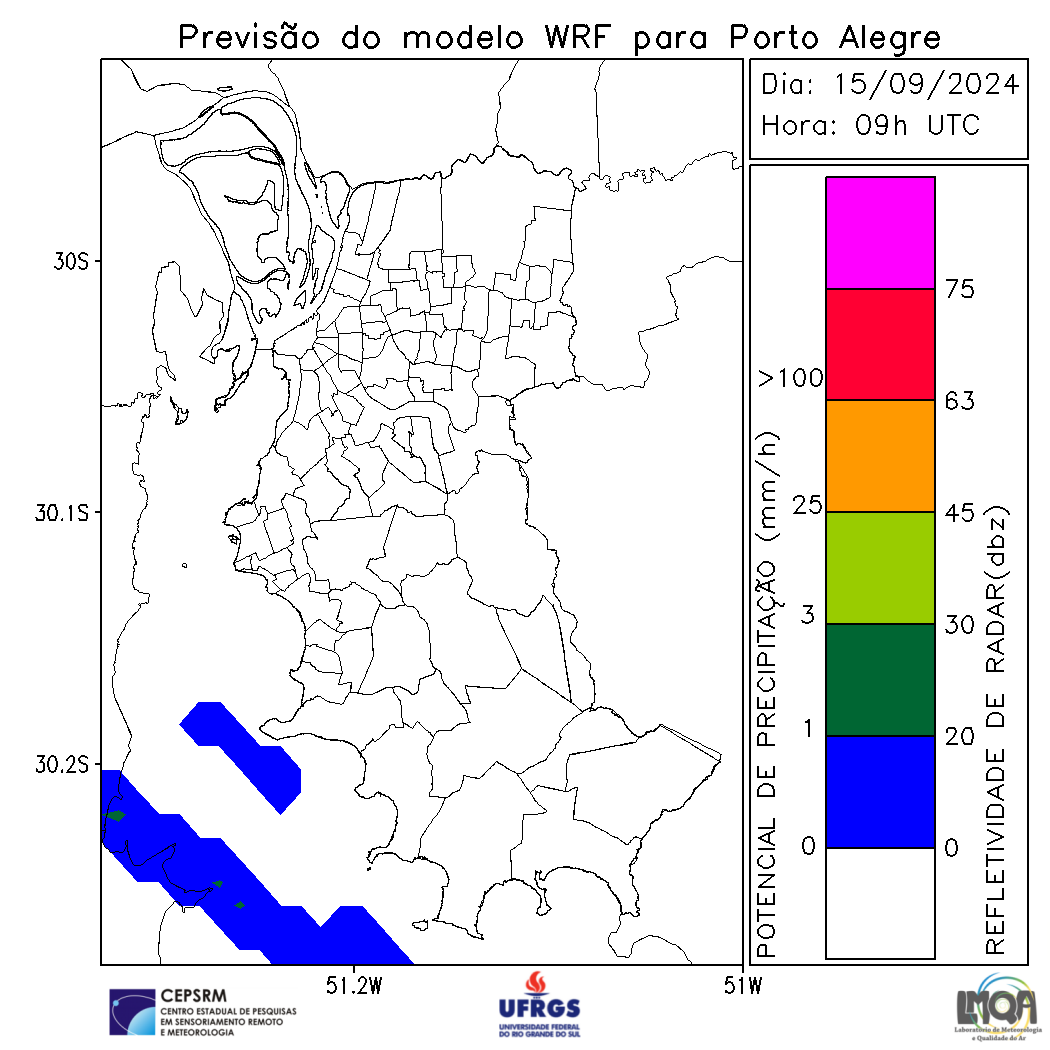 Previsão do modelo WRF para Porto Alegre
Dia: 15/09/2024
Hora: 09h UTC
30S
30.1S
30.2S
51.2W
51W
POTENCIAL DE PRECIPITAÇÃO (mm/h)
>100
25
3
1
0
75
63
45
30
20
0
REFLETIVIDADE DE RADAR(dbz)
CEPSRM
CENTRO ESTADUAL DE PESQUISAS
EM SENSORIAMENTO REMOTO
E METEOROLOGIA
UFRGS
UNIVERSIDADE FEDERAL
DO RIO GRANDE DO SUL
LMQA
Laboratório de Meteorologia
e Qualidade do Ar